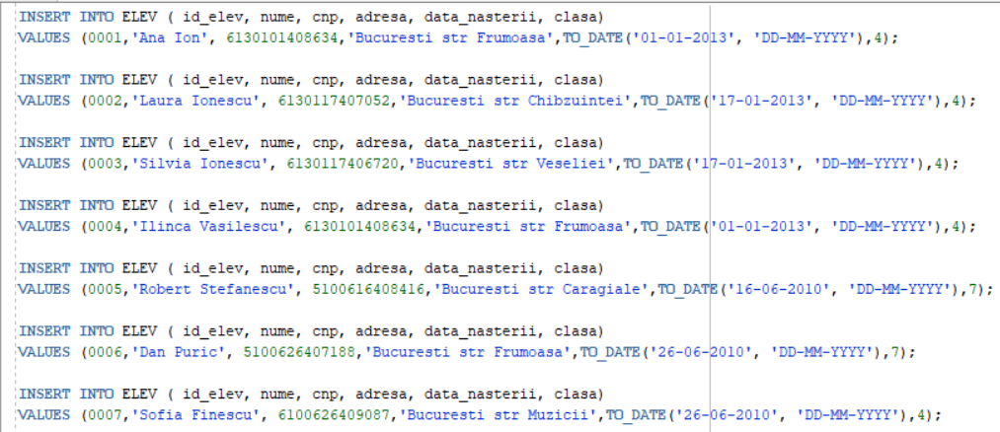 INSERT INTO ELEV ( id_elev, nume, cnp, adresa, data_nasterii, clasa)
VALUES (0001,'Ana Ion', 6130101408634,'Bucuresti str Frumoasa',TO_DATE('01-01-2013', 'DD-MM-YYYY'),4);
INSERT INTO ELEV ( id_elev, nume, cnp, adresa, data_nasterii, clasa)
VALUES (0002,'Laura Ionescu', 6130117407052,'Bucuresti str Chibzuintei',TO_DATE('17-01-2013', 'DD-MM-YYYY'),4);
INSERT INTO ELEV ( id_elev, nume, cnp, adresa, data_nasterii, clasa)
VALUES (0003,'Silvia Ionescu', 6130117406720,'Bucuresti str Veseliei',TO_DATE('17-01-2013', 'DD-MM-YYYY'),4);
INSERT INTO ELEV ( id_elev, nume, cnp, adresa, data_nasterii, clasa)
VALUES (0004,'Ilinca Vasilescu', 6130101408634,'Bucuresti str Frumoasa',TO_DATE('01-01-2013', 'DD-MM-YYYY'),4);
INSERT INTO ELEV ( id_elev, nume, cnp, adresa, data_nasterii, clasa)
VALUES (0005,'Robert Stefanescu', 5100616408416,'Bucuresti str Caragiale',TO_DATE('16-06-2010', 'DD-MM-YYYY'),7);
INSERT INTO ELEV ( id_elev, nume, cnp, adresa, data_nasterii, clasa)
VALUES (0006,'Dan Puric', 5100626407188,'Bucuresti str Frumoasa',TO_DATE('26-06-2010', 'DD-MM-YYYY'),7);
INSERT INTO ELEV ( id_elev, nume, cnp, adresa, data_nasterii, clasa)
VALUES (0007,'Sofia Finescu', 6100626409087,'Bucuresti str Muzicii',TO_DATE('26-06-2010', 'DD-MM-YYYY'),4);